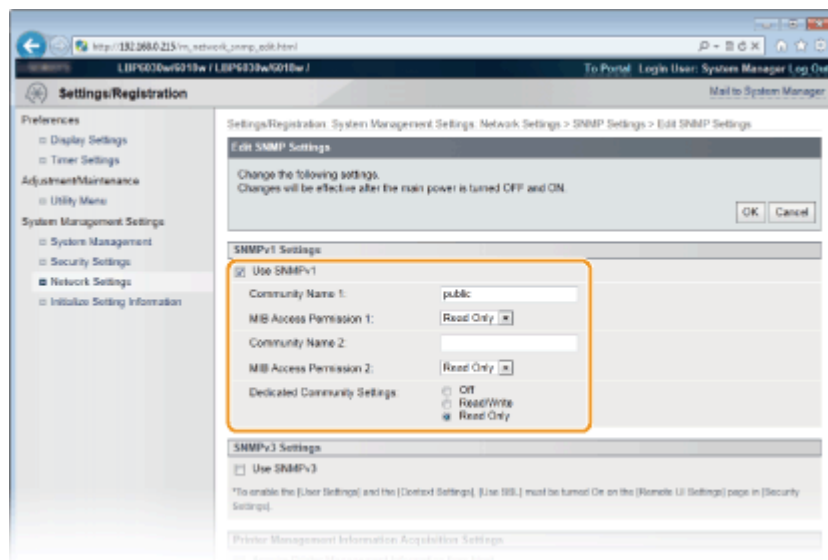 http://192.168.0.215/m_network_snmp_edit.html
LBP6030w/6018w / LBP6030w/6018w /
To Portal Login User: System Manager Log Out
Settings/Registration
Mail to System Manager
Preferences
Display Settings
Timer Settings
Adjustment/Maintenance
Utility Menu
System Management Settings
System Management
Security Settings
Network Settings
Initialize Setting Information
Settings/Registration: System Management Settings: Network Settings > SNMP Settings > Edit SNMP Settings
Edit SNMP Settings
Change the following settings.
Changes will be effective after the main power is turned OFF and ON.
OK Cancel
SNMPv1 Settings
Use SNMPv1
Community Name 1: public
MIB Access Permission 1: Read Only
Community Name 2:
MIB Access Permission 2: Read Only
Dedicated Community Settings: Off
Read/Write
Read Only
SNMPv3 Settings
Use SNMPv3
*To enable the [User Settings] and the [Context Settings], [Use SSL] must be turned On on the [Remote UI Settings] page in [Security
Settings].
Printer Management Information Acquisition Settings